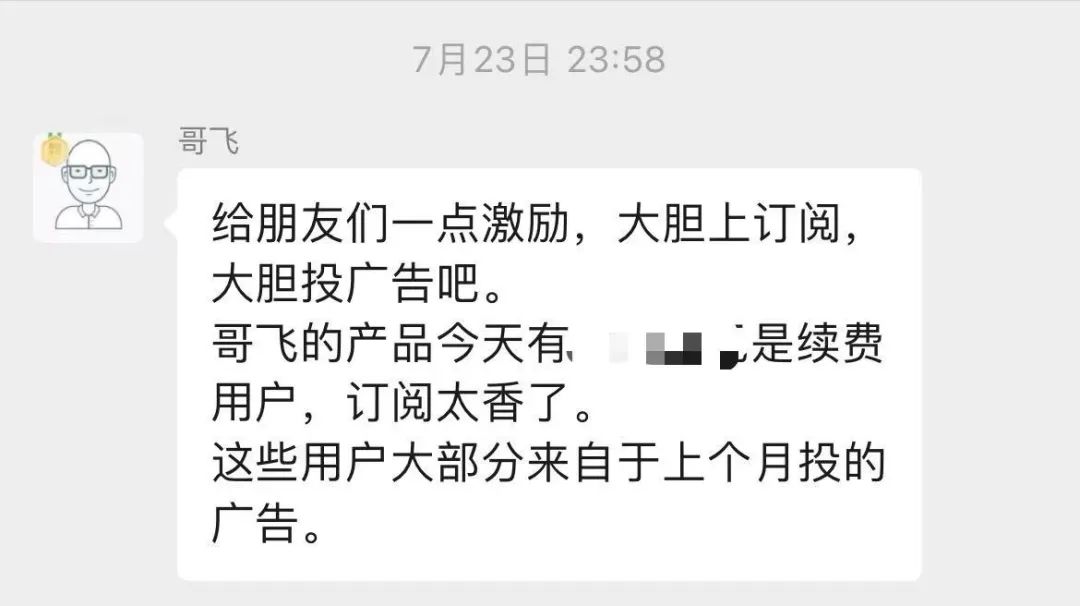 7月23日 23:58
哥飞
给朋友们一点激励，大胆上订阅，
大胆投广告吧。
哥飞的产品今天有 是续费
用户，订阅太香了。
这些用户大部分来自于上个月投的
广告。